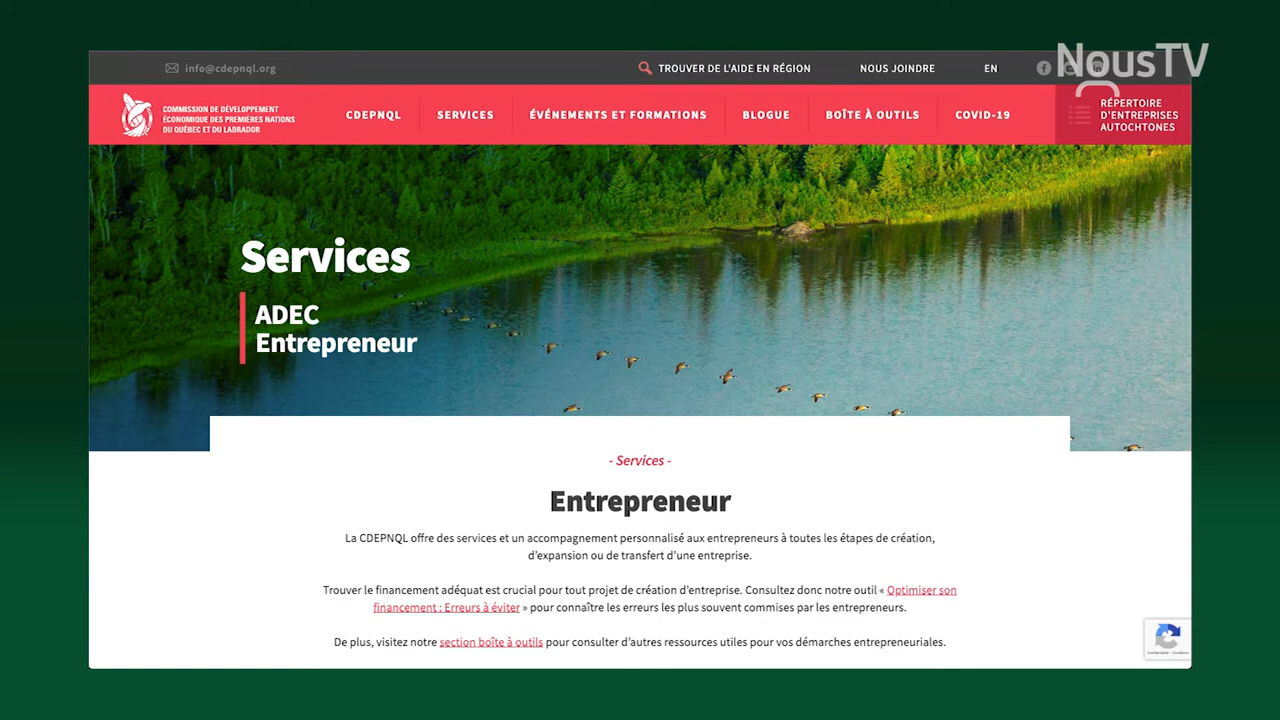 NousTV
info@cdepnql.org
TROUVER DE L'AIDE EN RÉGION
NOUS JOINDRE
EN
COMMISSION DE DÉVELOPPEMENT
ÉCONOMIQUE DES PREMIÈRES NATIONS
DU QUÉBEC ET DU LABRADOR
CDEPNQL
SERVICES
ÉVÉNEMENTS ET FORMATIONS
BLOGUE
BOÎTE À OUTILS
COVID-19
RÉPERTOIRE
D'ENTREPRISES
AUTOCHTONES
Services
ADEC
Entrepreneur
- Services -
Entrepreneur
La CDEPNQL offre des services et un accompagnement personnalisé aux entrepreneurs à toutes les étapes de création,
d'expansion ou de transfert d'une entreprise.
Trouver le financement adéquat est crucial pour tout projet de création d'entreprise. Consultez donc notre outil « Optimiser son
financement : Erreurs à éviter » pour connaître les erreurs les plus souvent commises par les entrepreneurs.
De plus, visitez notre section boîte à outils pour consulter d'autres ressources utiles pour vos démarches entrepreneuriales.